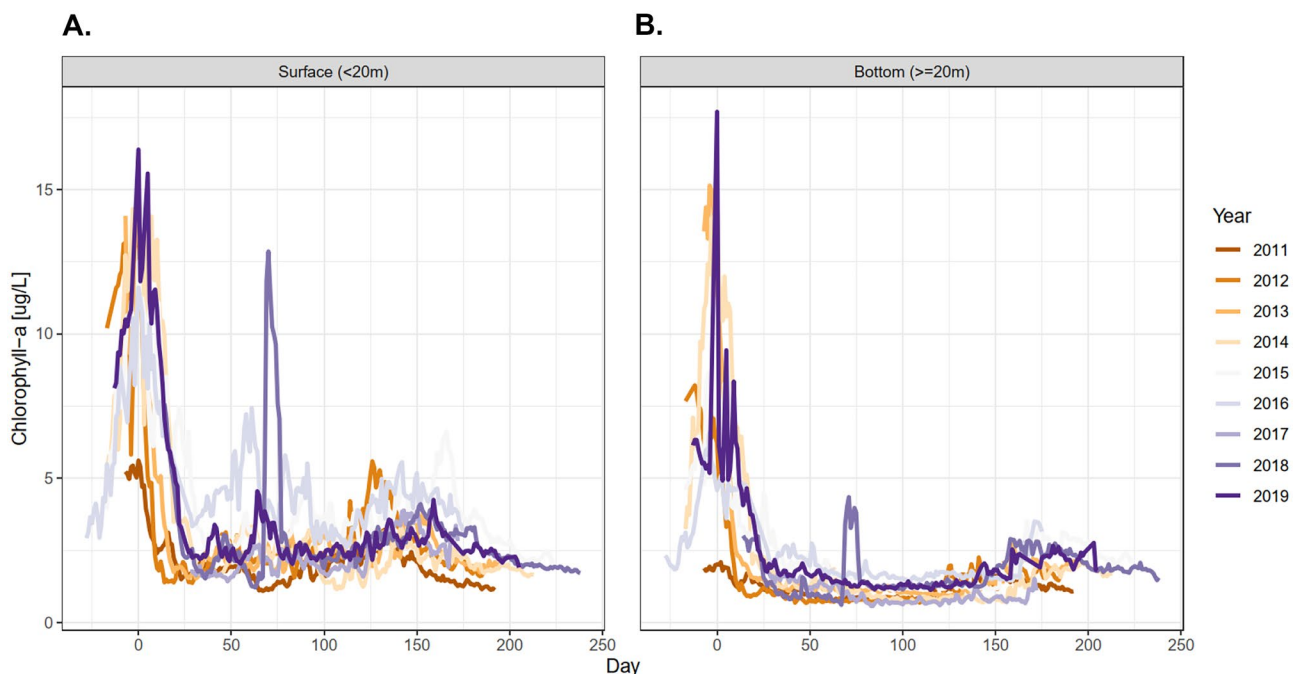 A.
B.
Surface (<20m)
Bottom (>=20m)
Chlorophyll−a [ug/L]
15
10
5
0
0 50 100 150 200 250
0 50 100 150 200 250
Day
Year
2011
2012
2013
2014
2015
2016
2017
2018
2019